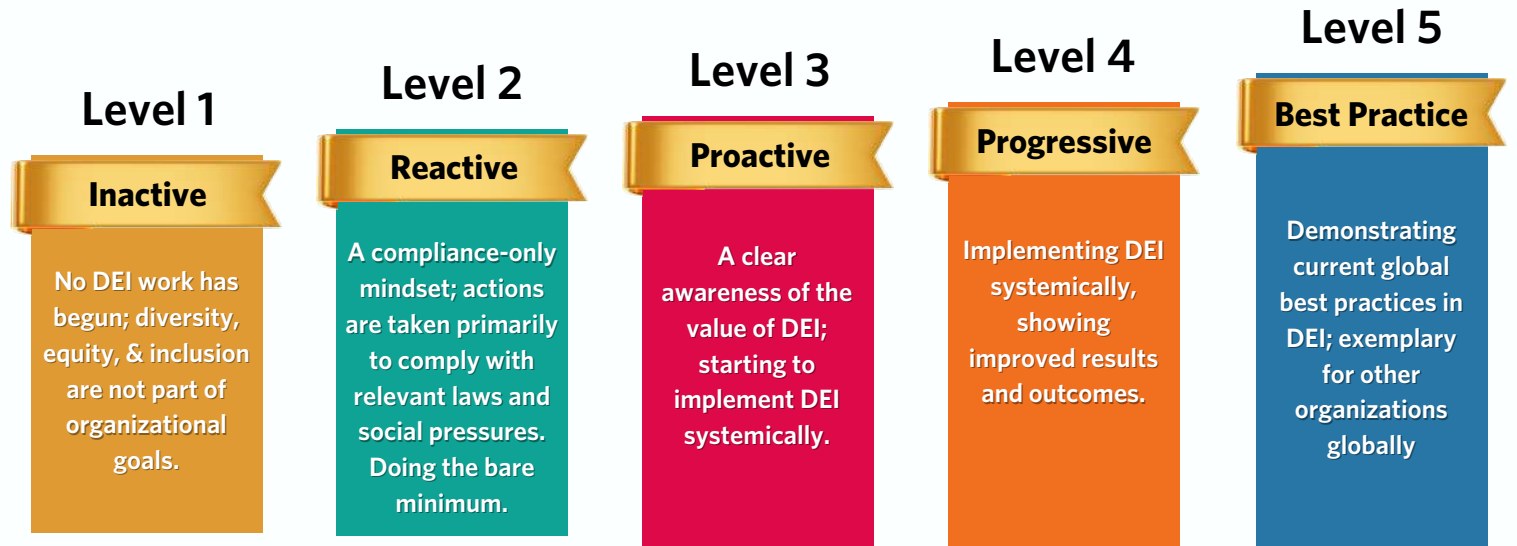 Level 1
Inactive
No DEI work has
begun; diversity,
equity, & inclusion
are not part of
organizational
goals.
Level 2
Reactive
A compliance-only
mindset; actions
are taken primarily
to comply with
relevant laws and
social pressures.
Doing the bare
minimum.
Level 3
Proactive
A clear
awareness of the
value of DEI;
starting to
implement DEI
systemically.
Level 4
Progressive
Implementing DEI
systemically,
showing
improved results
and outcomes.
Level 5
Best Practice
Demonstrating
current global
best practices in
DEI; exemplary
for other
organizations
globally